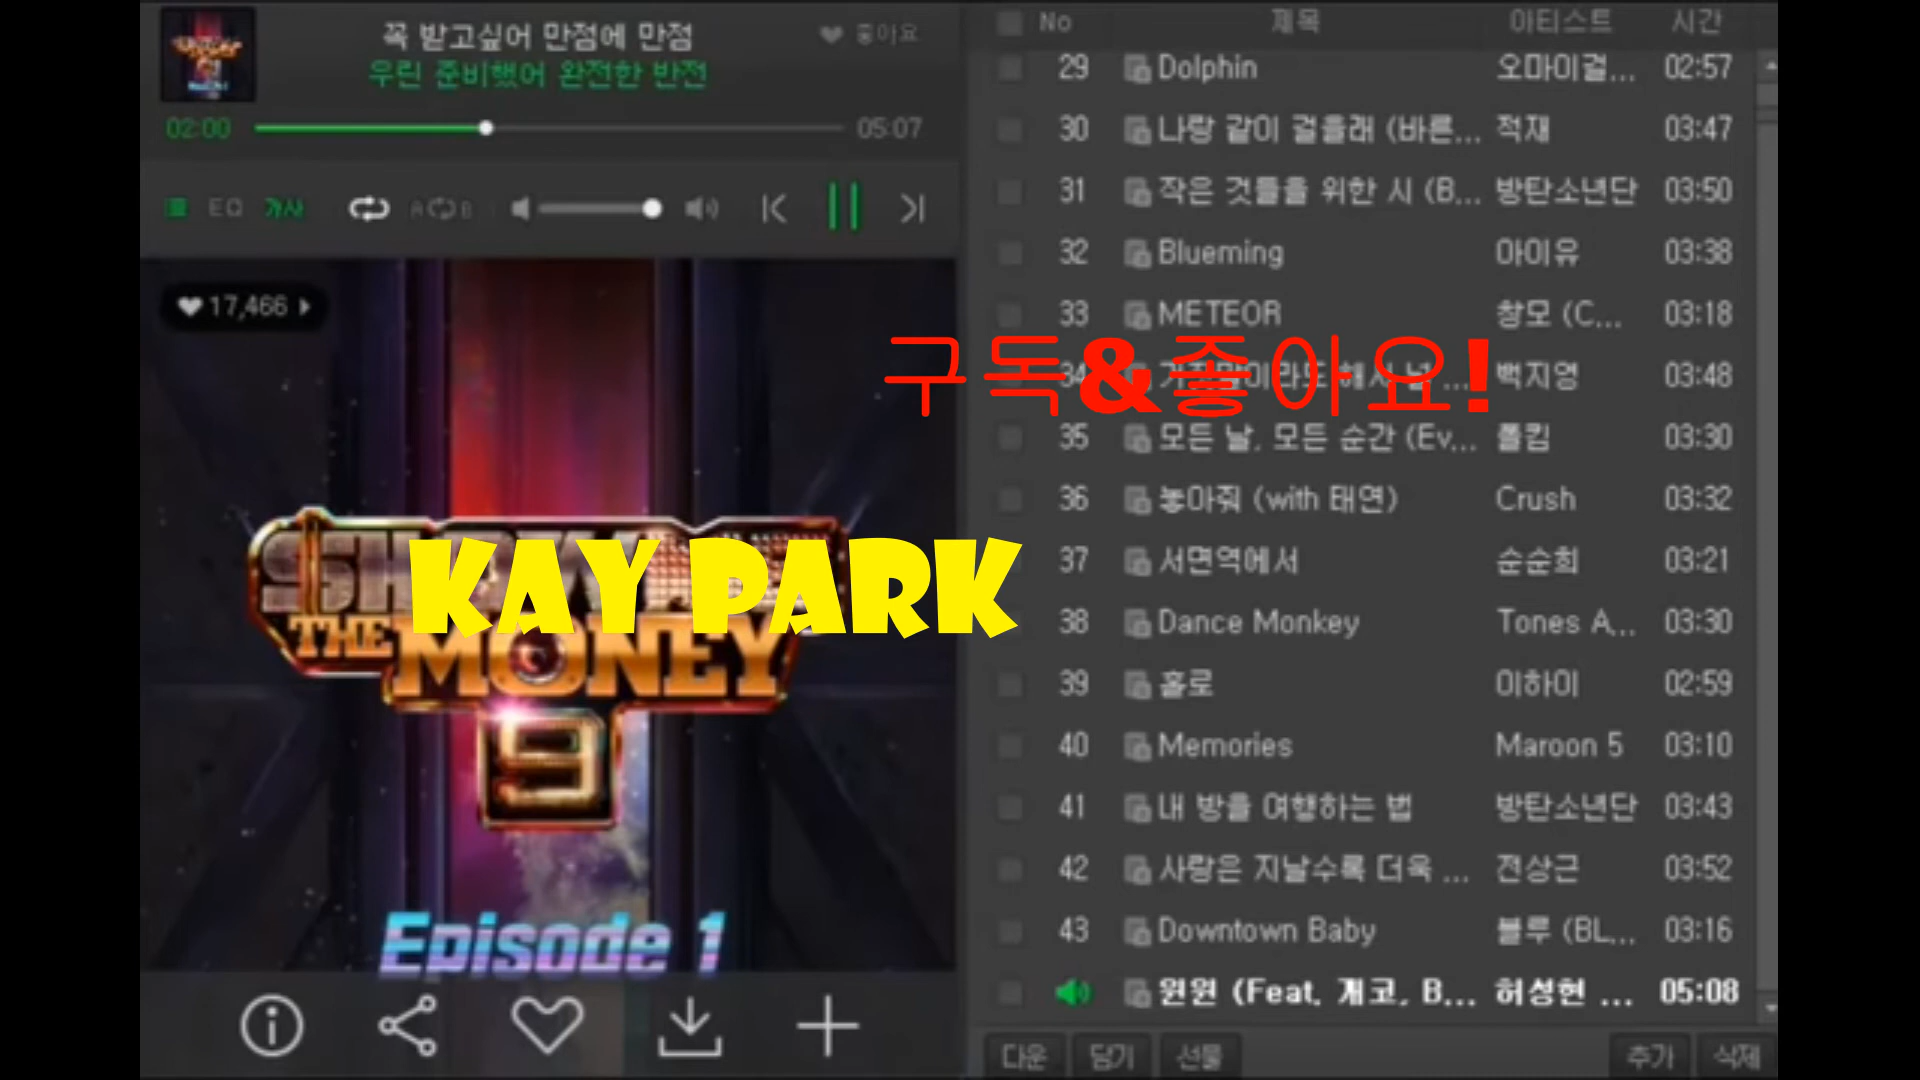 꼭 받고싶어 만점에 만점
좋아요
우린 준비했어 완전한 반전
02:00
05:07
EQ 가사
A B
17,466
SHOW ME
THE MONEY
9
Episode 1
KAY PARK
구독&좋아요!
No 제목 아티스트 시간
29 Dolphin 오마이걸... 02:57
30 나랑 같이 걸을래 (바른... 적재 03:47
31 작은 것들을 위한 시 (B... 방탄소년단 03:50
32 Blueming 아이유 03:38
33 METEOR 창모 (C... 03:18
34 거짓말이라도 해서 널 ... 백지영 03:48
35 모든 날, 모든 순간 (Ev... 폴킴 03:30
36 놓아줘 (with 태연) Crush 03:32
37 서면역에서 순순희 03:21
38 Dance Monkey Tones A... 03:30
39 홀로 이하이 02:59
40 Memories Maroon 5 03:10
41 내 방을 여행하는 법 방탄소년단 03:43
42 사랑은 지날수록 더욱 ... 전상근 03:52
43 Downtown Baby 블루 (BL... 03:16
원원 (Feat. 개코, B... 허성현 ... 05:08
다운 담기 선물 추가 삭제